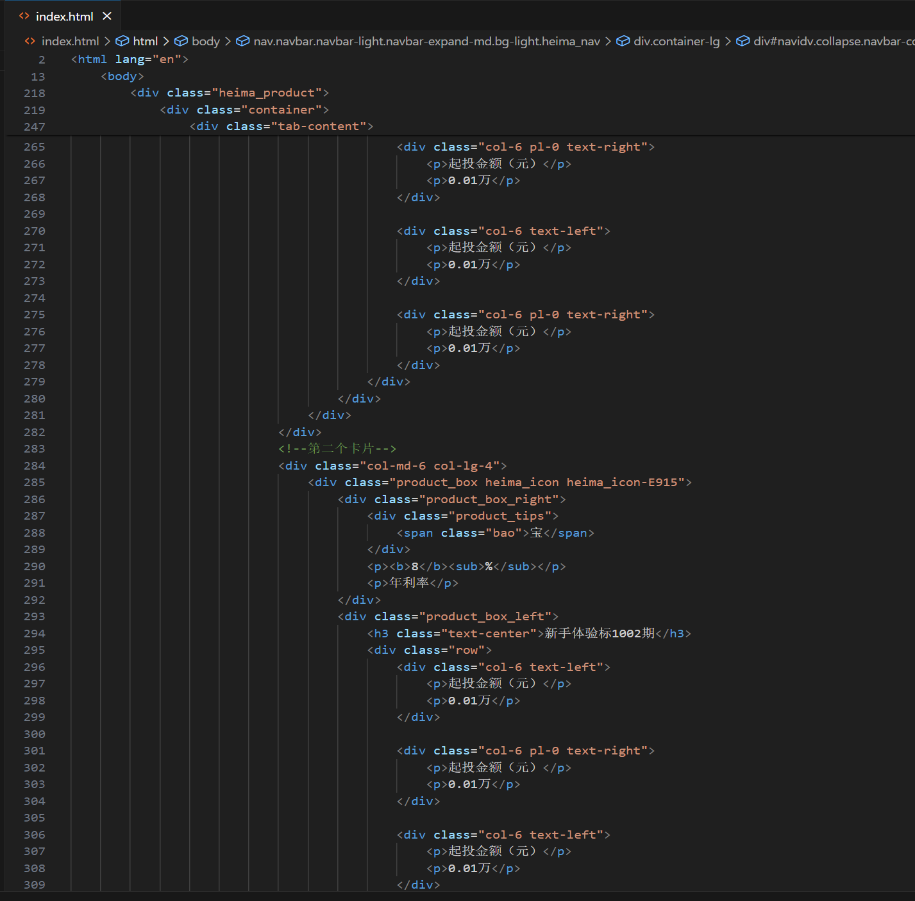 index.html
index.html > html > body > nav.navbar.navbar-light.navbar-expand-md.bg-light.heima_nav > div.container-lg > div#navidv.collapse.navbar-co
2 <html lang="en">
13 <body>
218 <div class="heima_product">
219 <div class="container">
247 <div class="tab-content">
265 <div class="col-6 pl-0 text-right">
266 <p>起投金额（元）</p>
267 <p>0.01万</p>
268 </div>
269
270 <div class="col-6 text-left">
271 <p>起投金额（元）</p>
272 <p>0.01万</p>
273 </div>
274
275 <div class="col-6 pl-0 text-right">
276 <p>起投金额（元）</p>
277 <p>0.01万</p>
278 </div>
279 </div>
280 </div>
281 </div>
282 </div>
283 <!--第二个卡片-->
284 <div class="col-md-6 col-lg-4">
285 <div class="product_box heima_icon heima_icon-E915">
286 <div class="product_box_right">
287 <div class="product_tips">
288 <span class="bao">宝</span>
289 </div>
290 <p><b>8</b><sub>%</sub></p>
291 <p>年利率</p>
292 </div>
293 <div class="product_box_left">
294 <h3 class="text-center">新手体验标1002期</h3>
295 <div class="row">
296 <div class="col-6 text-left">
297 <p>起投金额（元）</p>
298 <p>0.01万</p>
299 </div>
300
301 <div class="col-6 pl-0 text-right">
302 <p>起投金额（元）</p>
303 <p>0.01万</p>
304 </div>
305
306 <div class="col-6 text-left">
307 <p>起投金额（元）</p>
308 <p>0.01万</p>
309 </div>